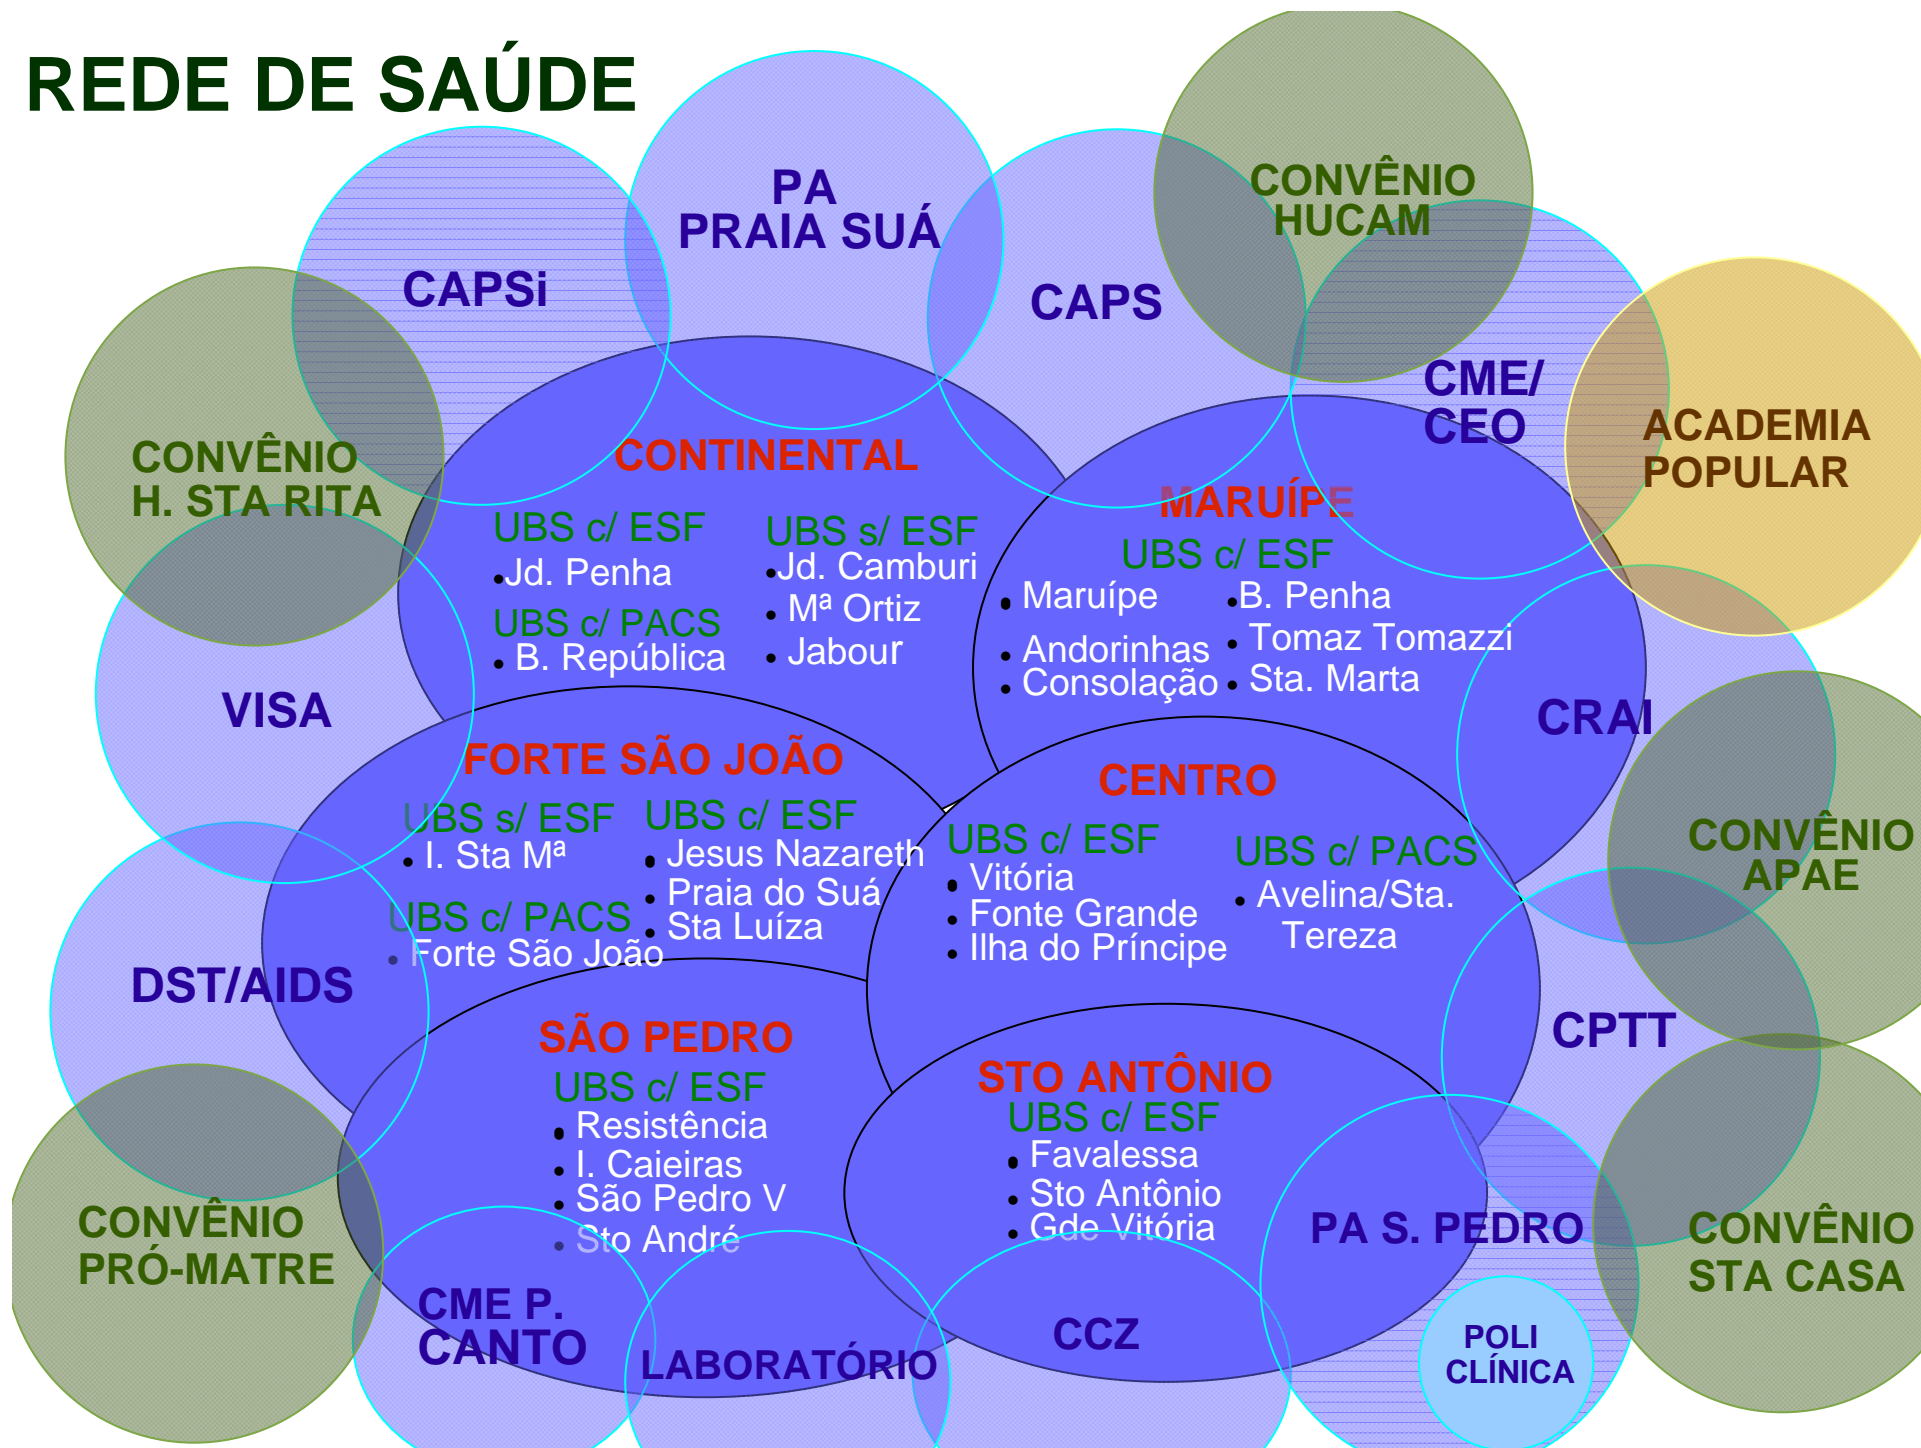 REDE DE SAÚDE
PA
PRAIA SUÁ
CONVÊNIO
HUCAM
CAPSi
CAPS
CME/
CEO
ACADEMIA
POPULAR
CONVÊNIO
H. STA RITA
CONTINENTAL
UBS c/ ESF
•Jd. Penha
UBS c/ PACS
• B. República
UBS s/ ESF
•Jd. Camburi
• Mª Ortiz
• Jabour
MARUÍPE
UBS c/ ESF
• Maruípe
• Andorinhas
• Consolação
•B. Penha
• Tomaz Tomazzi
• Sta. Marta
VISA
CRAI
FORTE SÃO JOÃO
UBS s/ ESF
• I. Sta Mª
UBS c/ PACS
• Forte São João
UBS c/ ESF
• Jesus Nazareth
• Praia do Suá
• Sta Luíza
CENTRO
UBS c/ ESF
• Vitória
• Fonte Grande
• Ilha do Príncipe
UBS c/ PACS
• Avelina/Sta.
Tereza
CONVÊNIO
APAE
DST/AIDS
CPTT
SÃO PEDRO
UBS c/ ESF
• Resistência
• I. Caieiras
• São Pedro V
• Sto André
STO ANTÔNIO
UBS c/ ESF
• Favalessa
• Sto Antônio
• Gde Vitória
PA S. PEDRO
CONVÊNIO
STA CASA
CONVÊNIO
PRÓ-MATRE
CME P.
CANTO
LABORATÓRIO
CCZ
POLI
CLÍNICA